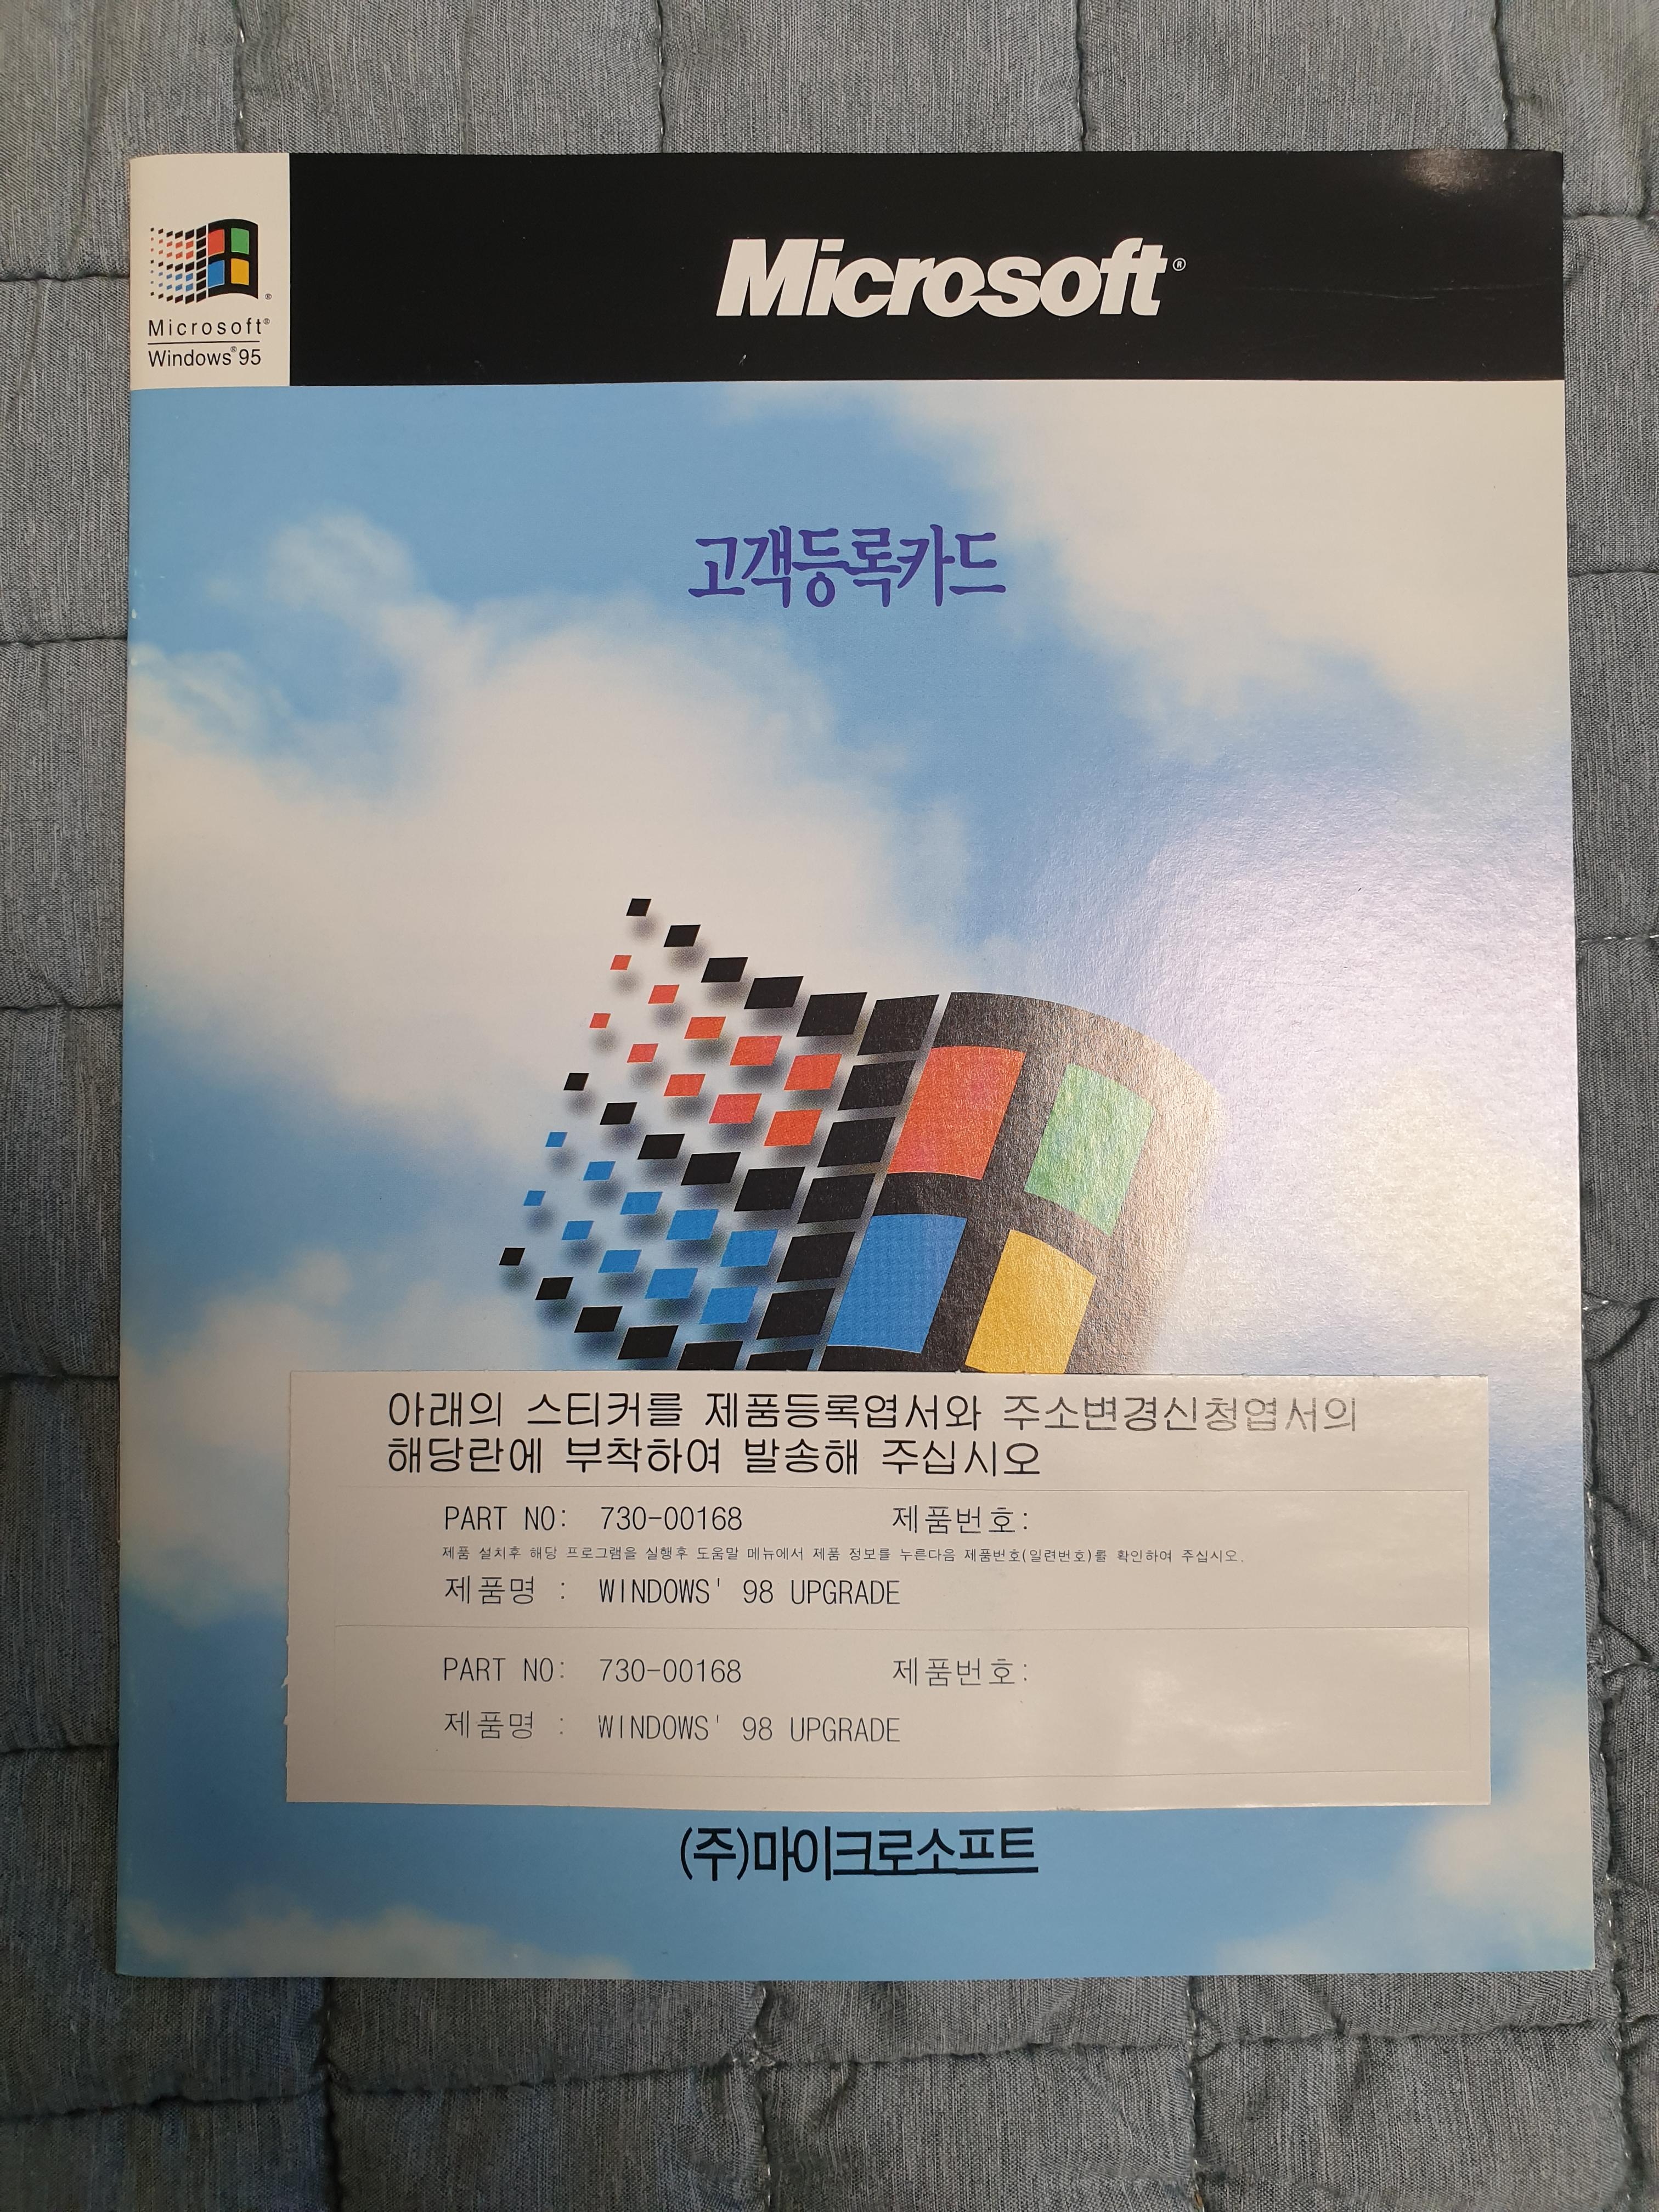 Microsoft®
Microsoft®
Windows®95
고객등록카드
아래의 스티커를 제품등록엽서와 주소변경신청엽서의
해당란에 부착하여 발송해 주십시오
PART NO: 730-00168 제품번호:
제품 설치후 해당 프로그램을 실행후 도움말 메뉴에서 제품 정보를 누른다음 제품번호(일련번호)를 확인하여 주십시오.
제품명 : WINDOWS' 98 UPGRADE
PART NO: 730-00168 제품번호:
제품명 : WINDOWS' 98 UPGRADE
(주)마이크로소프트